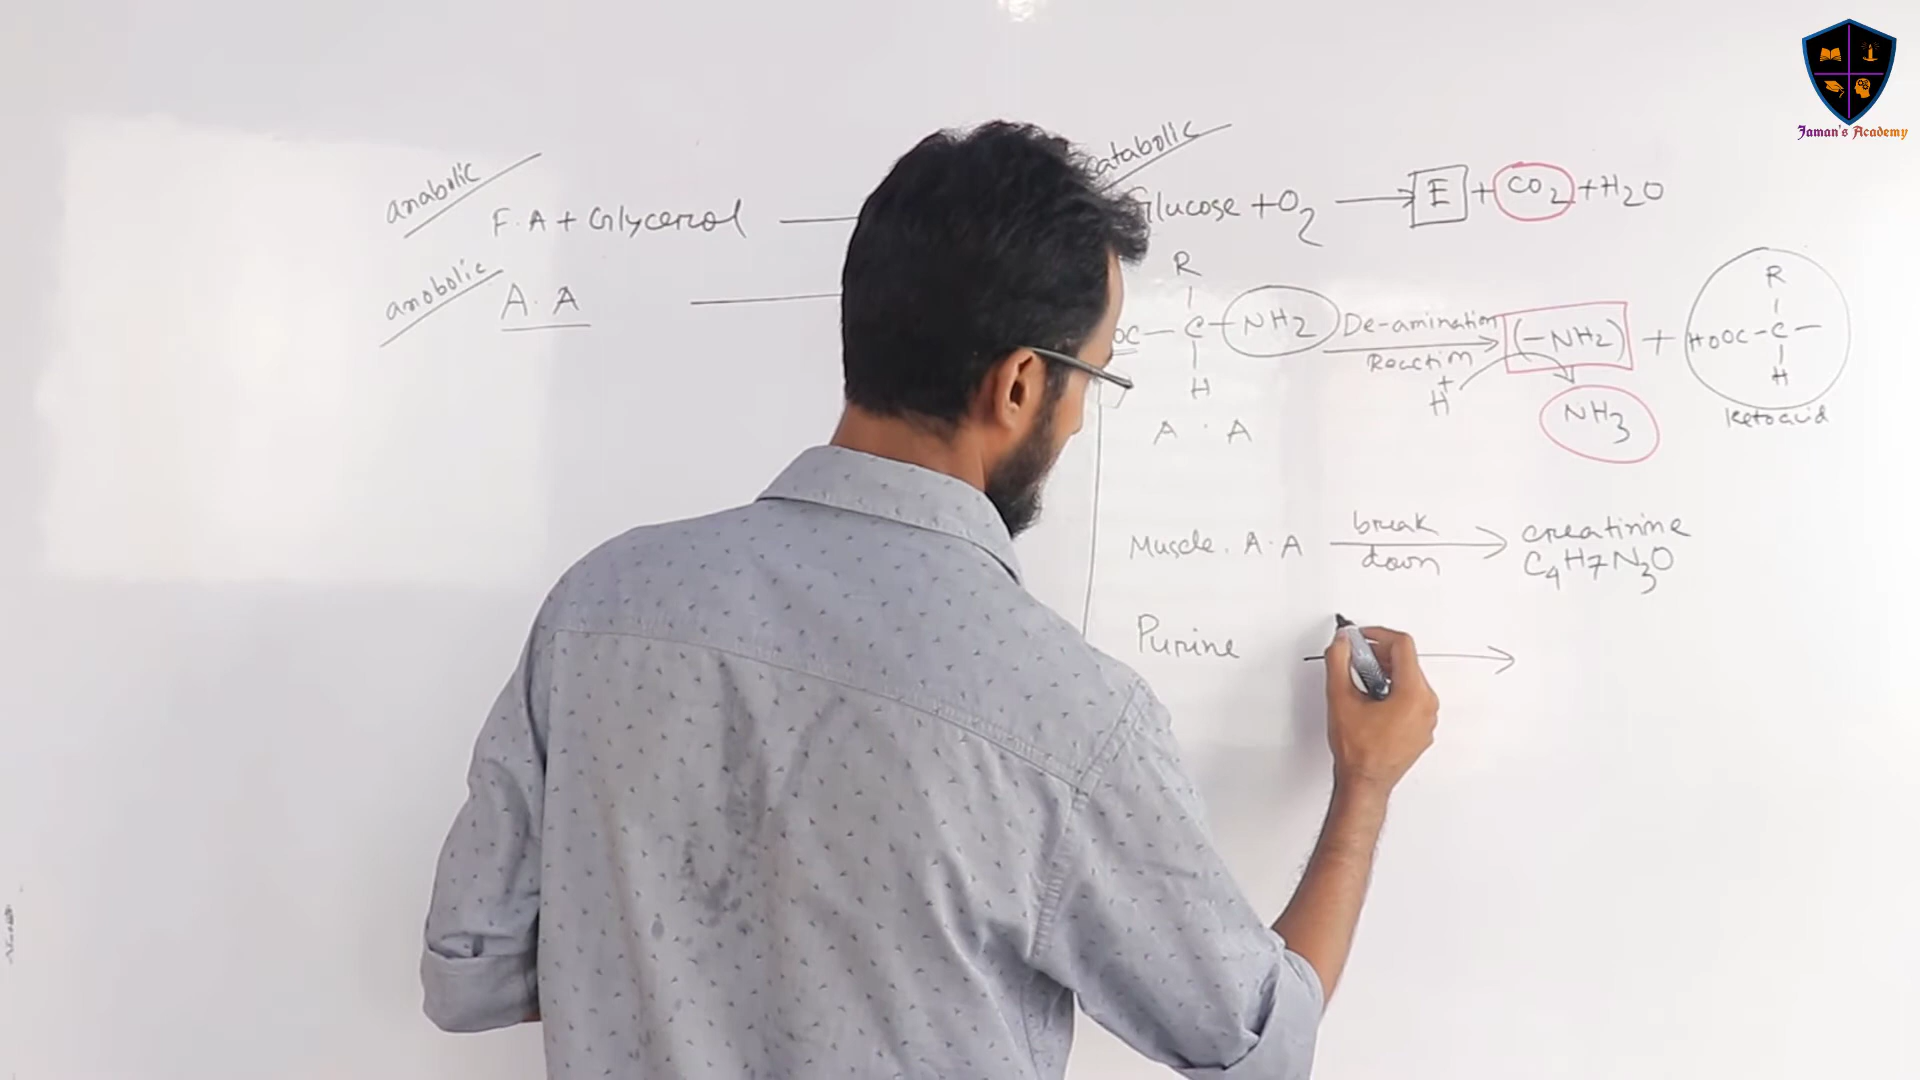 Jaman's Academy
anabolic
F.A + Glycerol
anobolic
A. A
catabolic
Glucose + O2 → E + CO2 + H2O
R
OC — C — NH2
H
A . A
De-amination
Reaction
+
H
(-NH2) +
NH3
R
HOOC - C -
H
Ketoacid
Muscle. A.A
break
down
creatinine
C4H7N3O
Purine